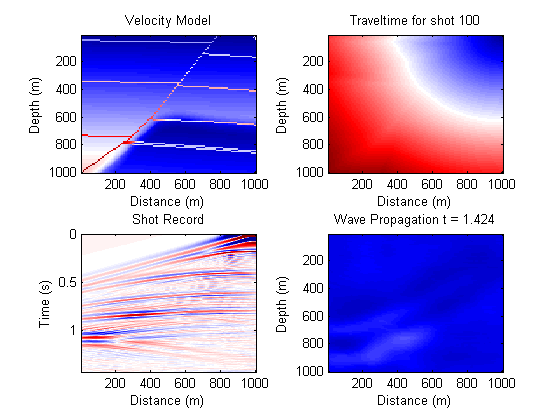 Velocity Model
Depth (m)
200
400
600
800
1000
200 400 600 800 1000
Distance (m)
Traveltime for shot 100
Depth (m)
200
400
600
800
1000
200 400 600 800 1000
Distance (m)
Shot Record
Time (s)
0
0.5
1
200 400 600 800 1000
Distance (m)
Wave Propagation t = 1.424
Depth (m)
200
400
600
800
1000
200 400 600 800 1000
Distance (m)